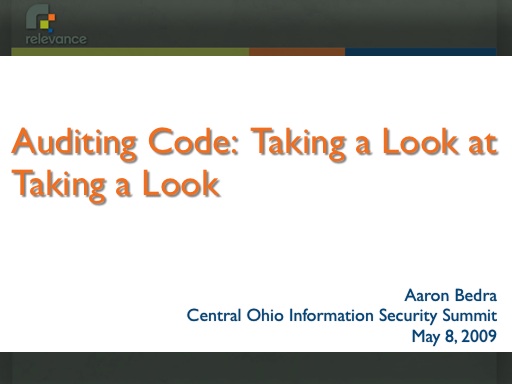 relevance
Auditing Code: Taking a Look at
Taking a Look
Aaron Bedra
Central Ohio Information Security Summit
May 8, 2009